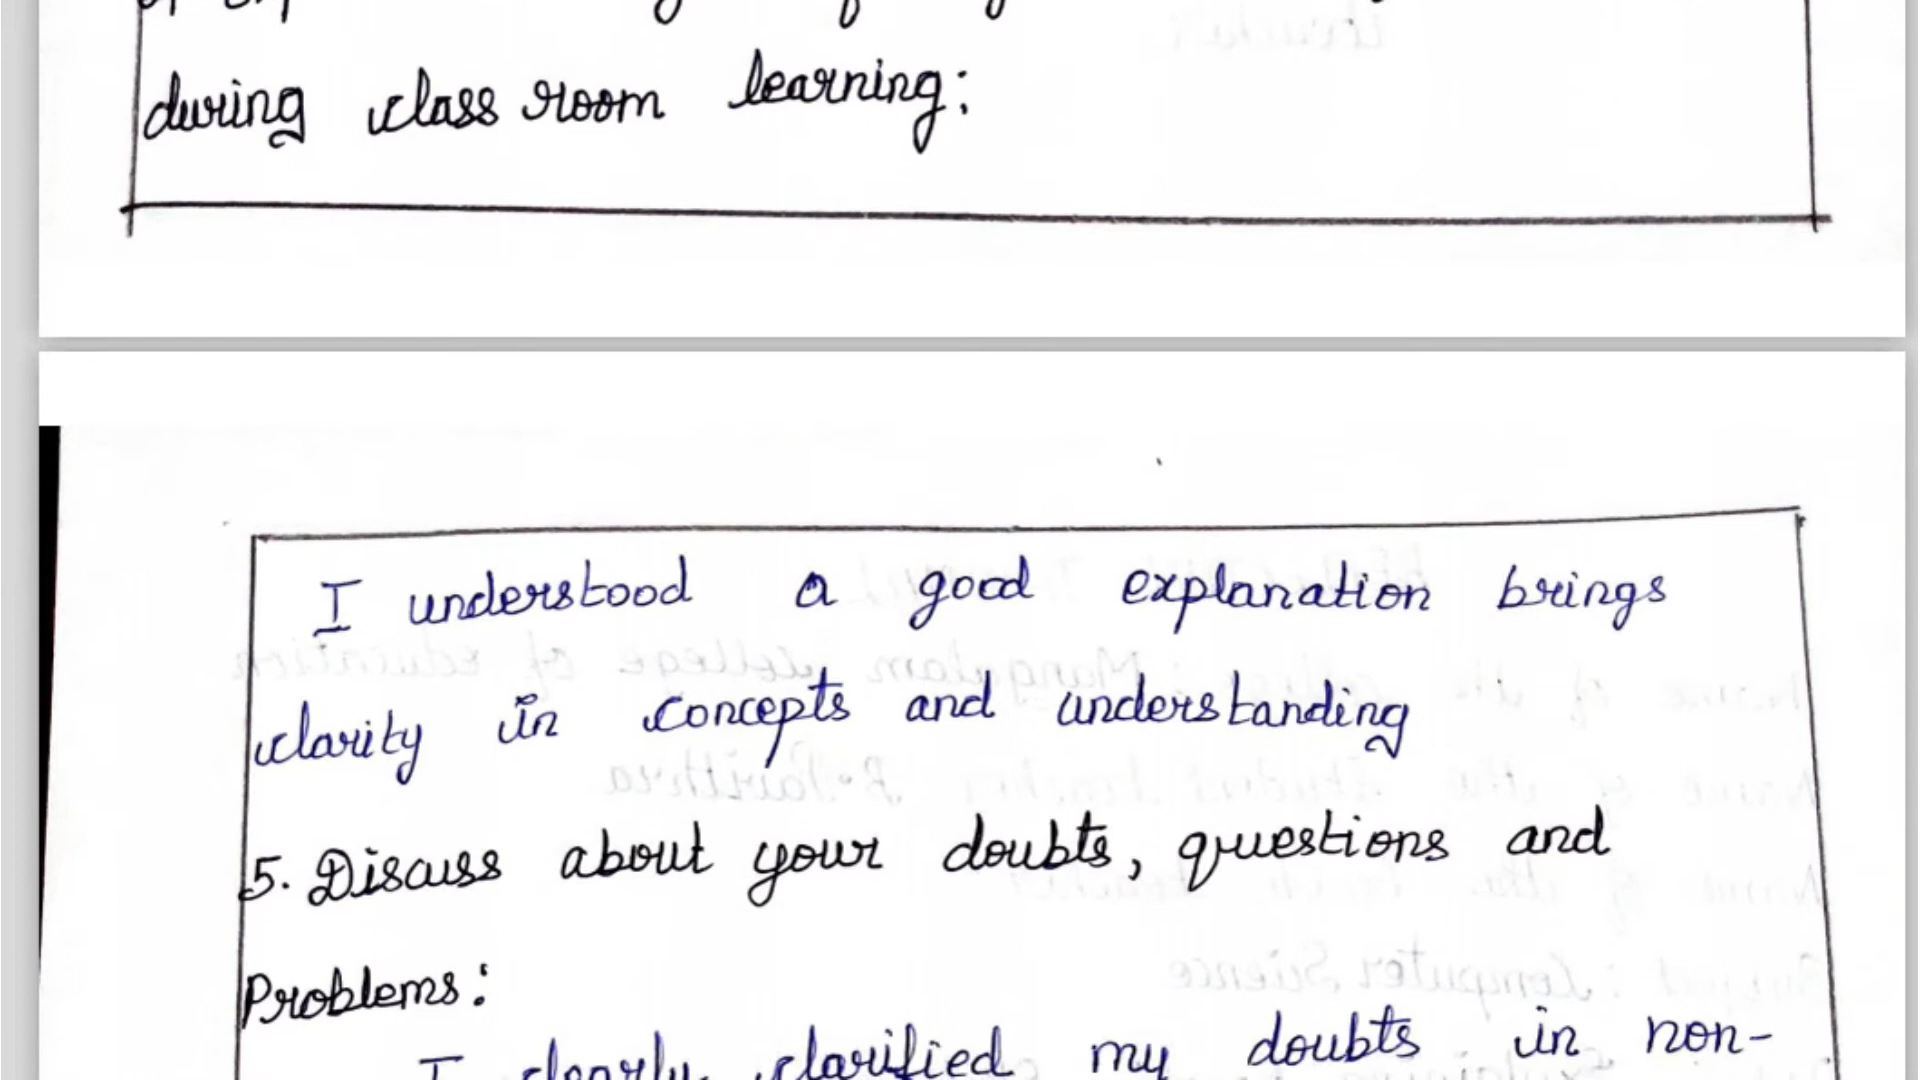 during class room learning:
I understood a good explanation brings
clarity in concepts and understanding
5. Discuss about your doubts, questions and
Problems:
I clearly clarified my doubts in non-